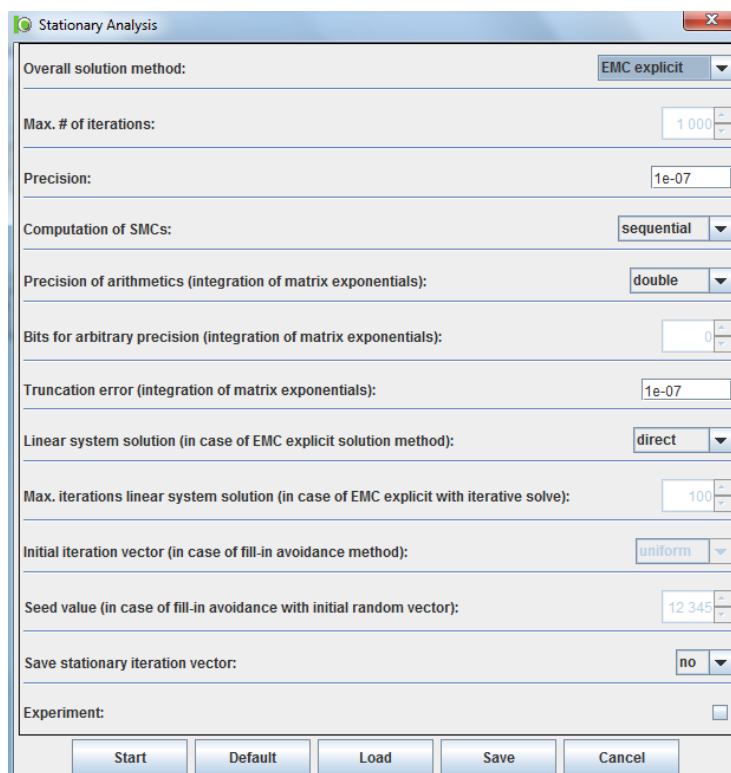 Stationary Analysis
Overall solution method: EMC explicit
Max. # of iterations: 1 000
Precision: 1e-07
Computation of SMCs: sequential
Precision of arithmetics (integration of matrix exponentials): double
Bits for arbitrary precision (integration of matrix exponentials): 0
Truncation error (integration of matrix exponentials): 1e-07
Linear system solution (in case of EMC explicit solution method): direct
Max. iterations linear system solution (in case of EMC explicit with iterative solve): 100
Initial iteration vector (in case of fill-in avoidance method): uniform
Seed value (in case of fill-in avoidance with initial random vector): 12 345
Save stationary iteration vector: no
Experiment:
Start Default Load Save Cancel